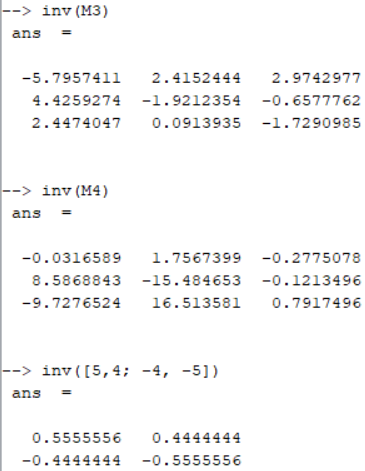 --> inv(M3)
ans  =
-5.7957411   2.4152444   2.9742977
4.4259274  -1.9212354  -0.6577762
2.4474047   0.0913935  -1.7290985
--> inv(M4)
ans  =
-0.0316589   1.7567399  -0.2775078
8.5868843  -15.484653  -0.1213496
-9.7276524   16.513581   0.7917496
--> inv([5,4; -4, -5])
ans  =
0.5555556   0.4444444
-0.4444444  -0.5555556